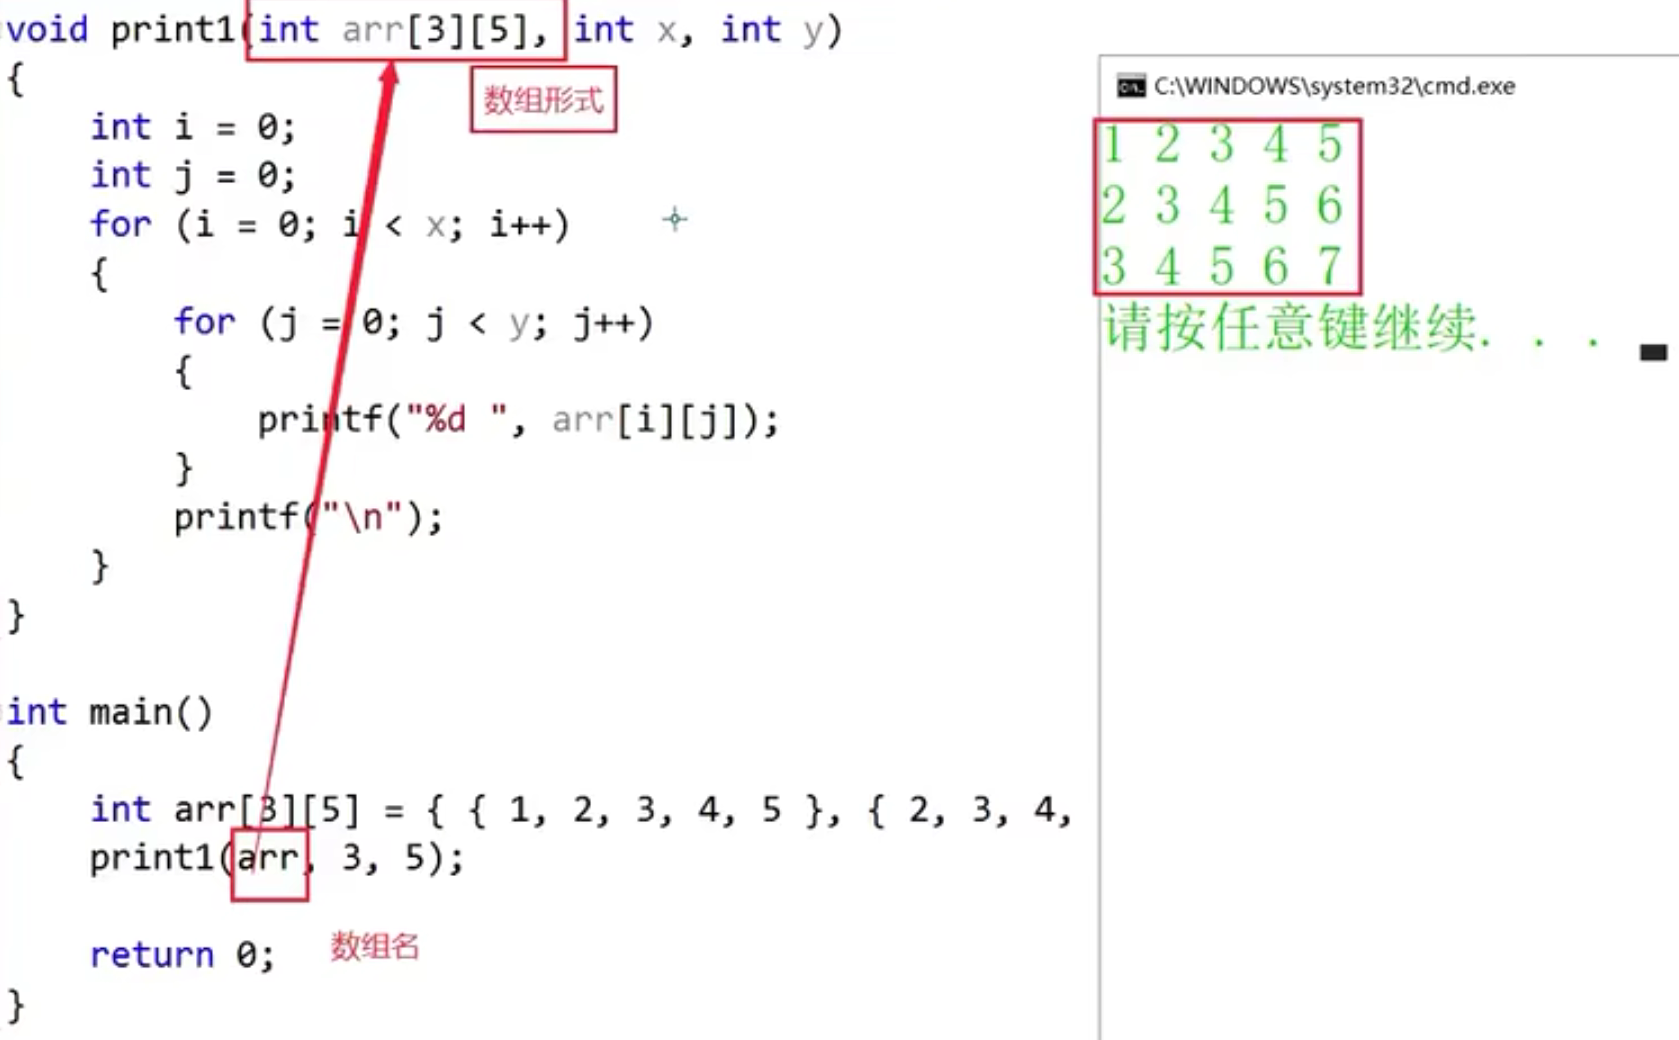 void print1(int arr[3][5], int x, int y)
{
数组形式
int i = 0;
int j = 0;
for (i = 0; i < x; i++)
{
for (j = 0; j < y; j++)
{
printf("%d ", arr[i][j]);
}
printf("\n");
}
}
int main()
{
int arr[3][5] = { { 1, 2, 3, 4, 5 }, { 2, 3, 4,
print1(arr, 3, 5);
return 0;
数组名
}
C:\WINDOWS\system32\cmd.exe
1 2 3 4 5
2 3 4 5 6
3 4 5 6 7
请按任意键继续. . .